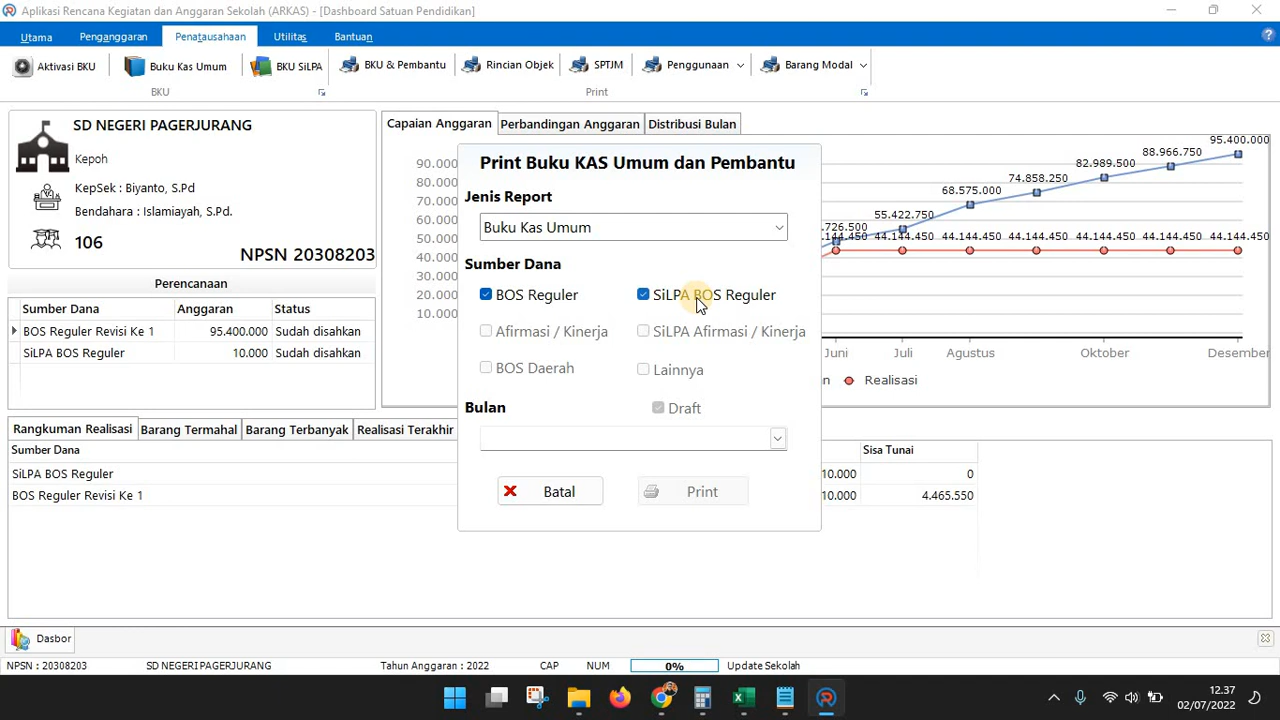 Aplikasi Rencana Kegiatan dan Anggaran Sekolah (ARKAS) - [Dashboard Satuan Pendidikan]
Utama Penganggaran Penatausahaan Utilitas Bantuan
Aktivasi BKU Buku Kas Umum BKU SiLPA BKU & Pembantu Rincian Objek SPTJM Penggunaan Barang Modal
BKU Print
SD NEGERI PAGERJURANG
Kepoh
KepSek : Biyanto, S.Pd
Bendahara : Islamiayah, S.Pd.
106
NPSN 20308203
Perencanaan
Sumber Dana Anggaran Status
BOS Reguler Revisi Ke 1 95.400.000 Sudah disahkan
SiLPA BOS Reguler 10.000 Sudah disahkan
Capaian Anggaran Perbandingan Anggaran Distribusi Bulan
90.000.
80.000.
70.000.
60.000.
50.000.
40.000.
30.000.
20.000.
10.000.
95.400.000
88.966.750
82.989.500
74.858.250
68.575.000
55.422.750
.726.500
44.144.450 44.144.450 44.144.450 44.144.450 44.144.450 44.144.450 44.144.450
Juni Juli Agustus Oktober Desember
Realisasi
Print Buku KAS Umum dan Pembantu
Jenis Report
Buku Kas Umum
Sumber Dana
BOS Reguler SiLPA BOS Reguler
Afirmasi / Kinerja SiLPA Afirmasi / Kinerja
BOS Daerah Lainnya
Bulan Draft
Batal Print
Rangkuman Realisasi Barang Termahal Barang Terbanyak Realisasi Terakhir
Sumber Dana Sisa Tunai
SiLPA BOS Reguler 10.000 0
BOS Reguler Revisi Ke 1 10.000 4.465.550
Dasbor
NPSN : 20308203 SD NEGERI PAGERJURANG Tahun Anggaran : 2022 CAP NUM 0% Update Sekolah
12.37
02/07/2022